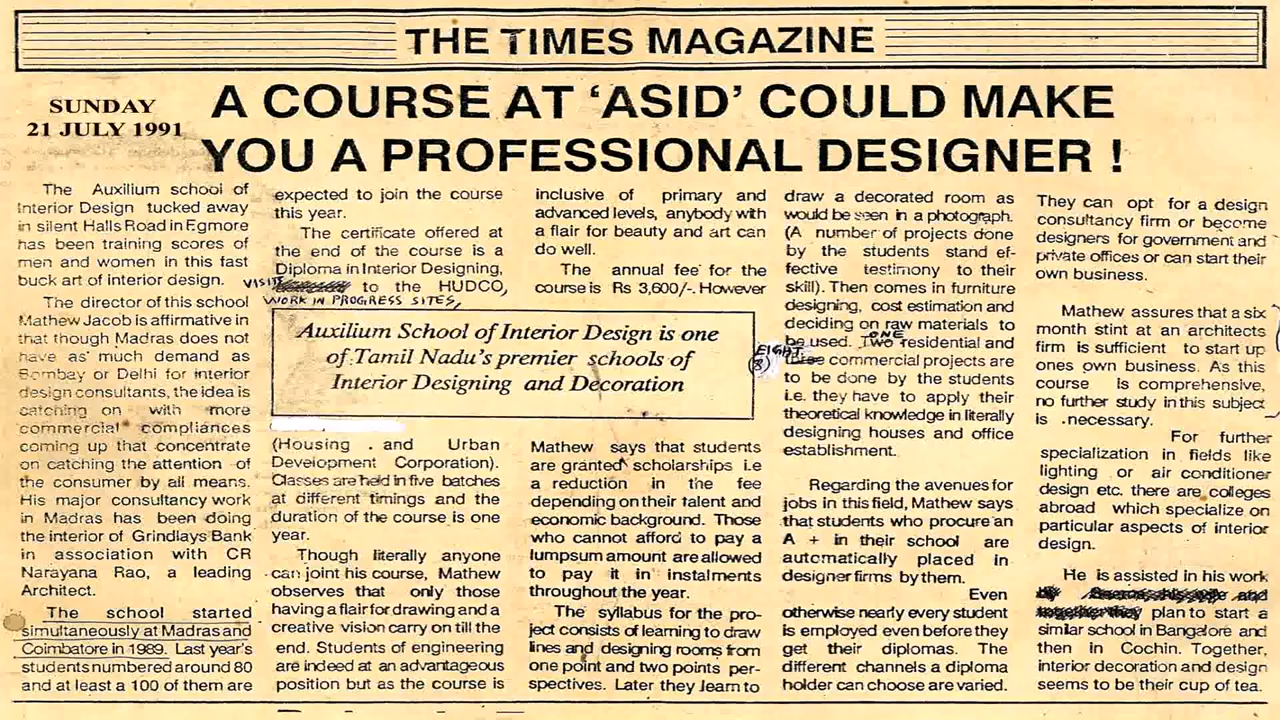 THE TIMES MAGAZINE
SUNDAY
21 JULY 1991
A COURSE AT ‘ASID’ COULD MAKE
YOU A PROFESSIONAL DESIGNER !
The Auxilium school of
Interior Design tucked away
in silent Halls Road in Egmore
has been training scores of
men and women in this fast
buck art of interior design.
The director of this school
Mathew Jacob is affirmative in
that though Madras does not
have as' much demand as
Bombay or Delhi for interior
design consultants, the idea is
catching on with more
commercial compliances
coming up that concentrate
on catching the attention of
the consumer by all means.
His major consultancy work
in Madras has been doing
the interior of Grindlays Bank
in association with CR
Narayana Rao, a leading
Architect.
The school started
simultaneously at Madras and
Coimbatore in 1989. Last year's
students numbered around 80
and at least a 100 of them are
expected to join the course
this year.
The certificate offered at
the end of the course is a
Diploma in Interior Designing,
VISIT to the HUDCO,
WORK IN PROGRESS SITES,
Auxilium School of Interior Design is one
of Tamil Nadu's premier schools of
Interior Designing and Decoration
(Housing . and Urban
Development Corporation).
Classes are held in five batches
at different timings and the
duration of the course is one
year.
Though literally anyone
can joint his course, Mathew
observes that only those
having a flair for drawing and a
creative vision carry on till the
end. Students of engineering
are indeed at an advantageous
position but as the course is
inclusive of primary and
advanced levels, anybody with
a flair for beauty and art can
do well.
The annual fee for the
course is Rs 3,600/-. However
Mathew says that students
are granted scholarships i.e
a reduction in the fee
depending on their talent and
economic background. Those
who cannot afford to pay a
lumpsum amount are allowed
to pay it in instalments
throughout the year.
The syllabus for the pro-
ject consists of learning to draw
lines and designing rooms from
one point and two points per-
spectives. Later they learn to
draw a decorated room as
would be seen in a photograph.
(A number of projects done
by the students stand ef-
fective testimony to their
skill). Then comes in furniture
designing, cost estimation and
deciding on raw materials to
ONE
be used. Two residential and
EIGHT
(8) three commercial projects are
to be done by the students
i.e. they have to apply their
theoretical knowledge in literally
designing houses and office
establishment.
Regarding the avenues for
jobs in this field, Mathew says
that students who procure an
A + in their school are
automatically placed in
designer firms by them.
Even
otherwise nearly every student
is employed even before they
get their diplomas. The
different channels a diploma
holder can choose are varied.
They can opt for a design
consultancy firm or become
designers for government and
private offices or can start their
own business.
Mathew assures that a six
month stint at an architects
firm is sufficient to start up
ones own business. As this
course is comprehensive,
no further study in this subject
is .necessary.
For further
specialization in fields like
lighting or air conditioner
design etc. there are colleges
abroad which specialize on
particular aspects of interior
design.
He is assisted in his work
plan to start a
similar school in Bangalore and
then in Cochin. Together,
interior decoration and design
seems to be their cup of tea.